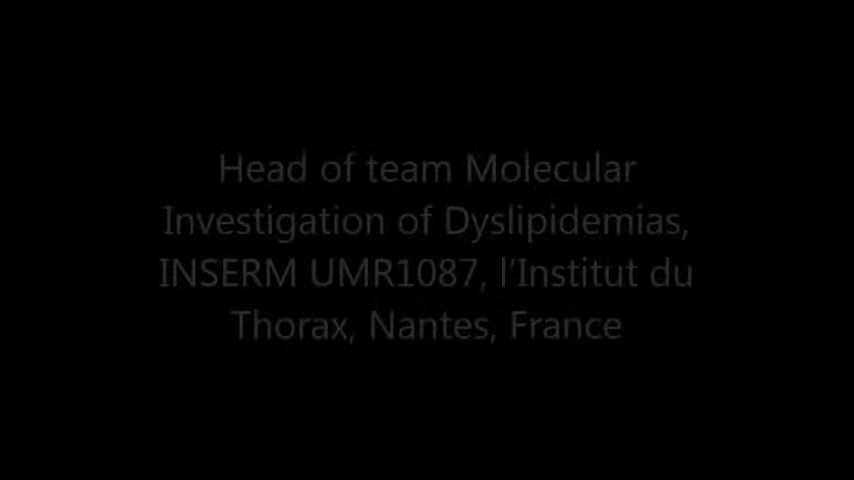 Head of team Molecular
Investigation of Dyslipidemias,
INSERM UMR1087, l’Institut du
Thorax, Nantes, France